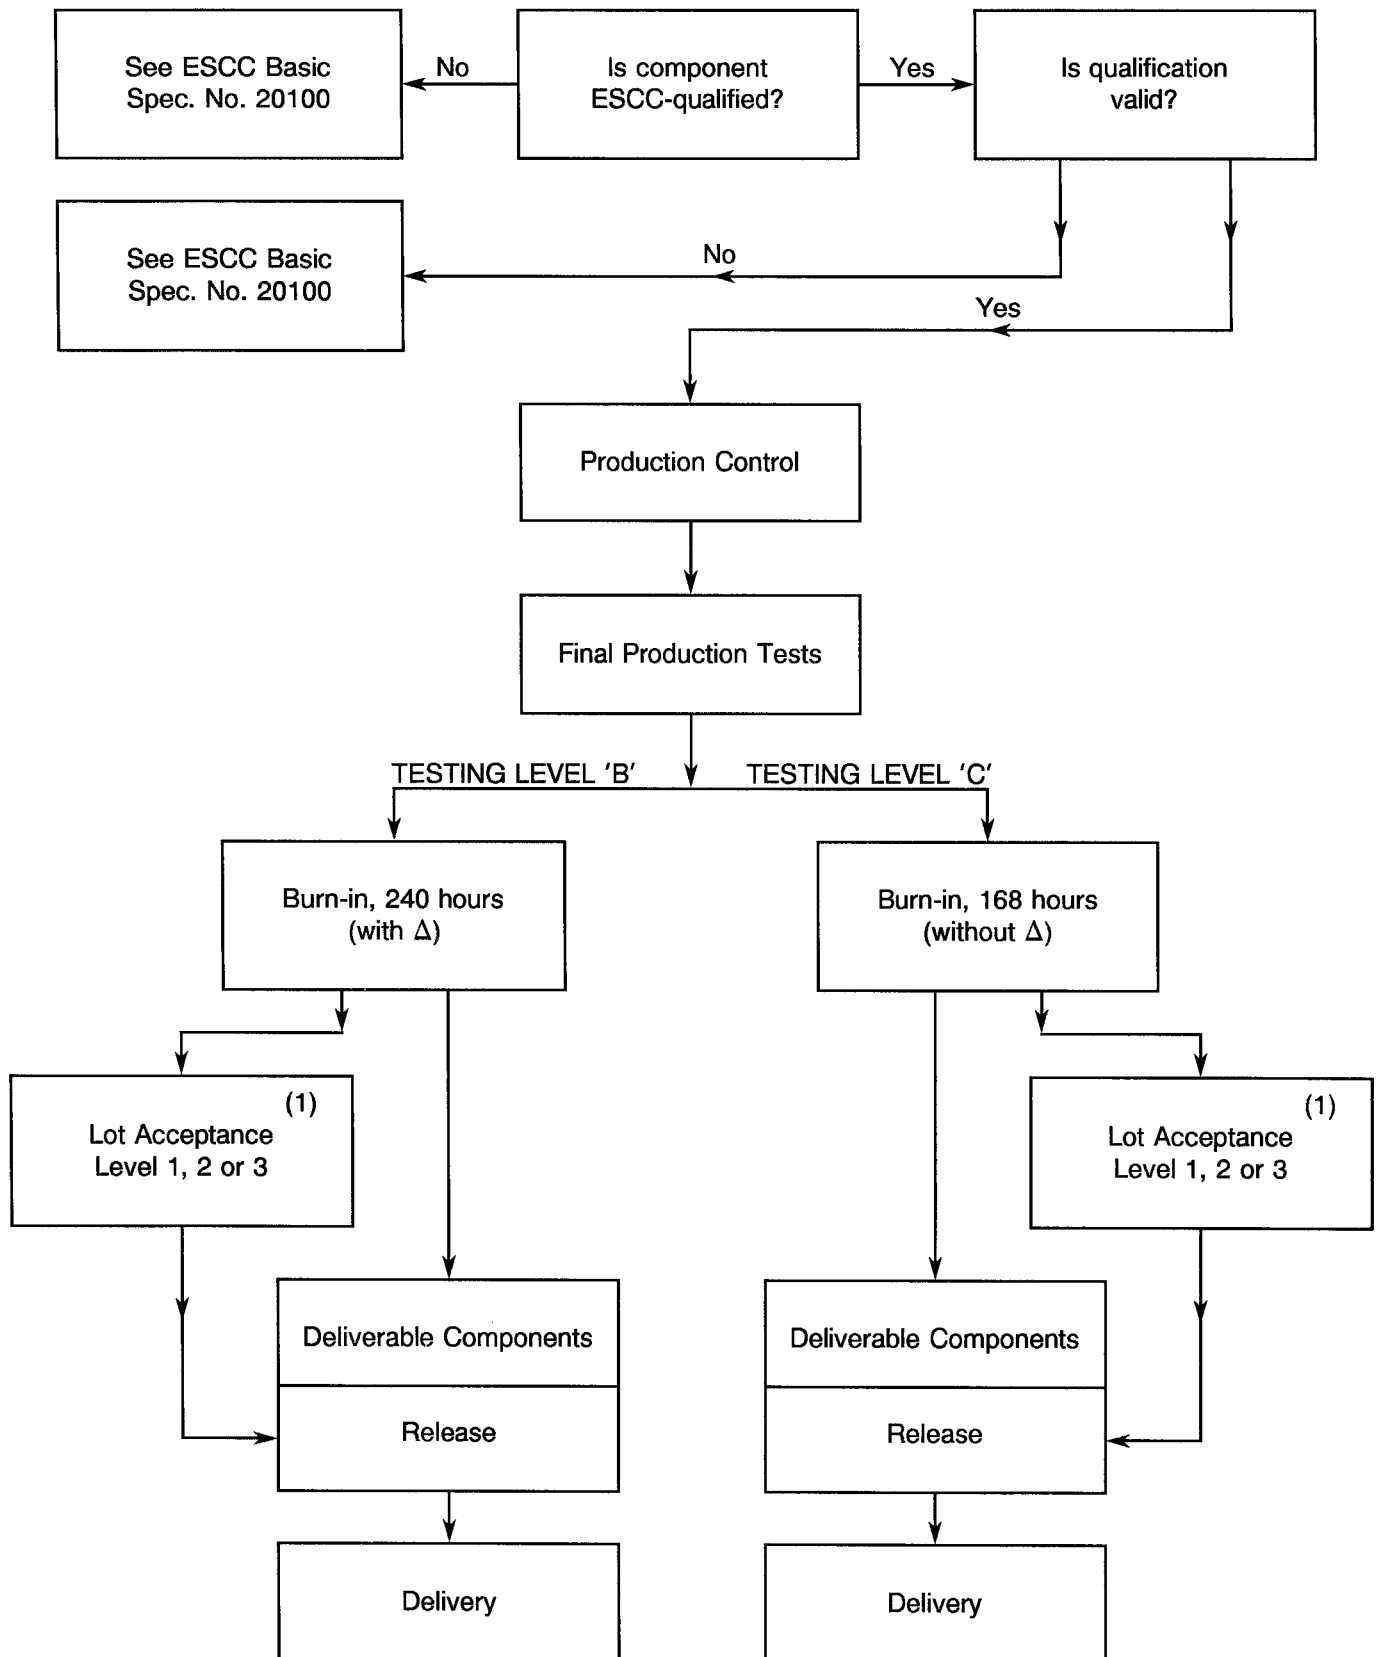 See ESCC Basic
Spec. No. 20100
No
Is component
ESCC-qualified?
Yes
Is qualification
valid?
See ESCC Basic
Spec. No. 20100
No
Yes
Production Control
Final Production Tests
TESTING LEVEL 'B'
TESTING LEVEL 'C'
Burn-in, 240 hours
(with Δ)
Burn-in, 168 hours
(without Δ)
(1)
Lot Acceptance
Level 1, 2 or 3
(1)
Lot Acceptance
Level 1, 2 or 3
Deliverable Components
Release
Deliverable Components
Release
Delivery
Delivery